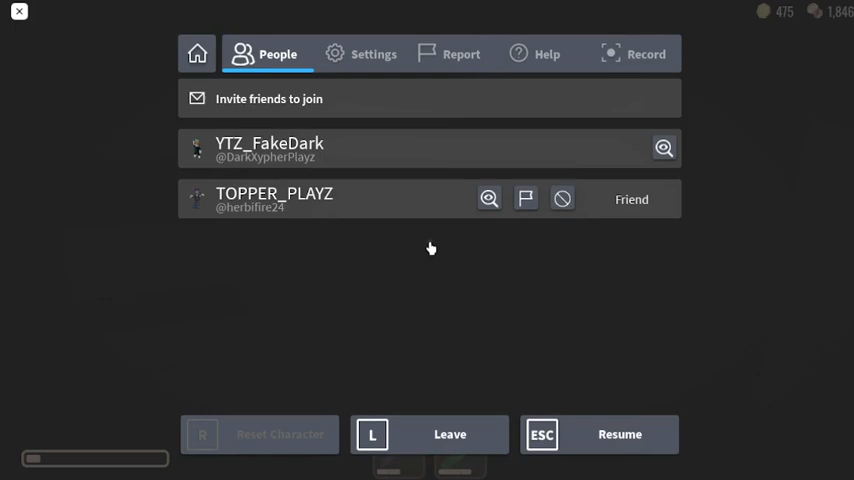 475 1,846
People Settings Report Help Record
Invite friends to join
YTZ_FakeDark
@DarkXypherPlayz
TOPPER_PLAYZ
@herbifire24
Friend
R Reset Character L Leave ESC Resume